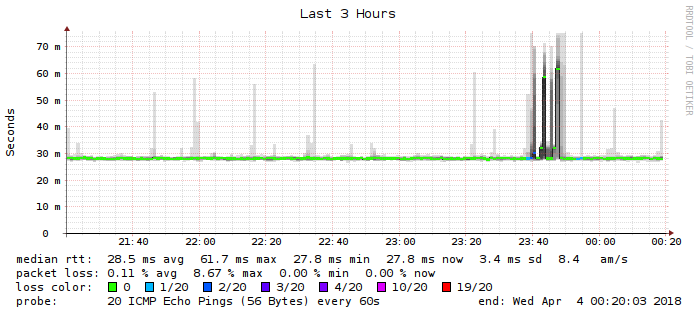 Last 3 Hours
RRDTOOL / TOBI OETIKER
Seconds
70 m
60 m
50 m
40 m
30 m
20 m
10 m
0
21:40 22:00 22:20 22:40 23:00 23:20 23:40 00:00 00:20
median rtt: 28.5 ms avg 61.7 ms max 27.8 ms min 27.8 ms now 3.4 ms sd 8.4 am/s
packet loss: 0.11 % avg 8.67 % max 0.00 % min 0.00 % now
loss color: 0 1/20 2/20 3/20 4/20 10/20 19/20
probe: 20 ICMP Echo Pings (56 Bytes) every 60s end: Wed Apr 4 00:20:03 2018